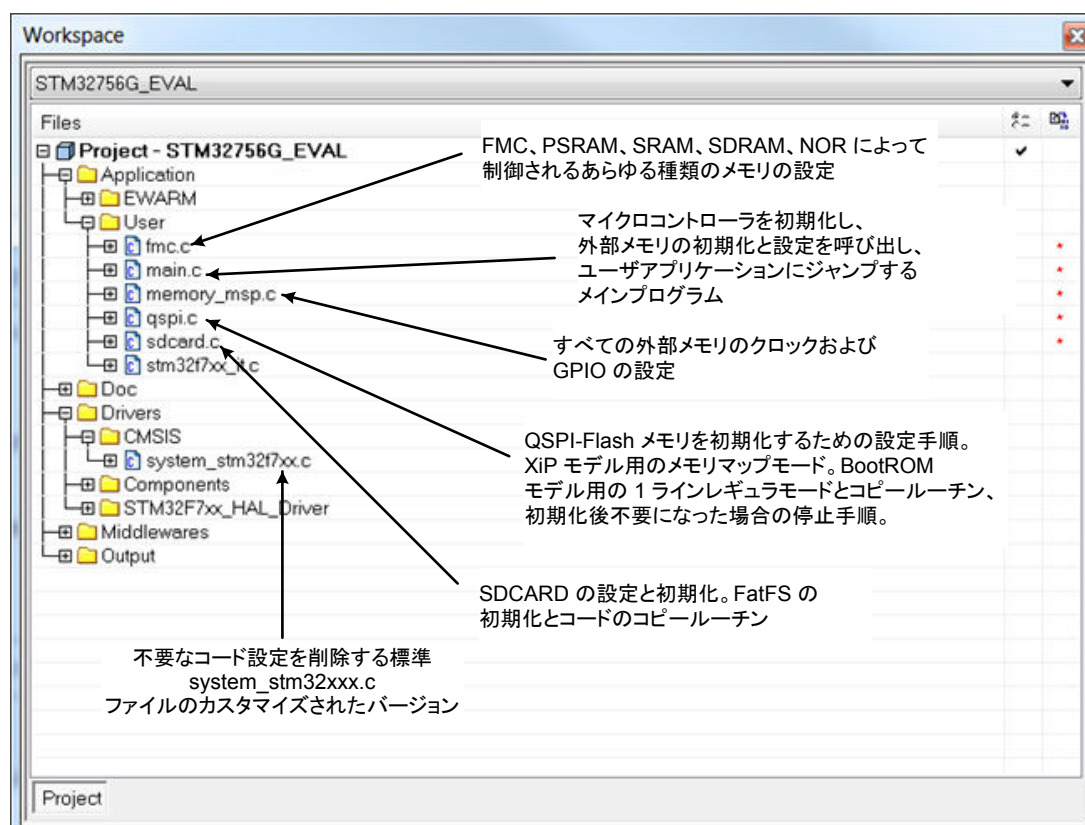 Workspace
STM32756G_EVAL
Files
Project - STM32756G_EVAL
Application
EWARM
User
fmc.c
main.c
memory_msp.c
qspi.c
sdcard.c
stm32f7xx_it.c
Doc
Drivers
CMSIS
system_stm32f7xx.c
Components
STM32F7xx_HAL_Driver
Middlewares
Output
FMC、PSRAM、SRAM、SDRAM、NOR によって
制御されるあらゆる種類のメモリの設定
マイクロコントローラを初期化し、
外部メモリの初期化と設定を呼び出し、
ユーザアプリケーションにジャンプする
メインプログラム
すべての外部メモリのクロックおよび
GPIO の設定
QSPI-Flash メモリを初期化するための設定手順。
XiP モデル用のメモリマップモード。BootROM
モデル用の 1 ラインレギュラモードとコピールーチン、
初期化後不要になった場合の停止手順。
SDCARD の設定と初期化。FatFS の
初期化とコードのコピールーチン
不要なコード設定を削除する標準
system_stm32xxx.c
ファイルのカスタマイズされたバージョン
Project